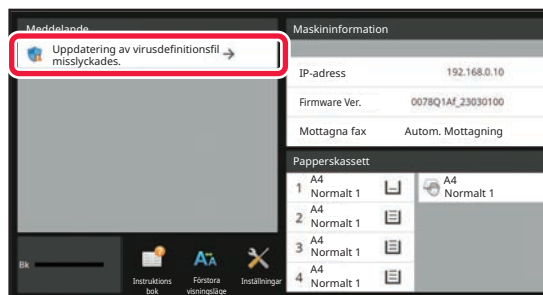 Meddelande
Uppdatering av virusdefinitionsfil
misslyckades.
Maskininformation
IP-adress 192.168.0.10
Firmware Ver. 0078Q1Af_23030100
Mottagna fax Autom. Mottagning
Papperskassett
1 A4
Normalt 1
A4
Normalt 1
2 A4
Normalt 1
3 A4
Normalt 1
4 A4
Normalt 1
Bk
Instruktions
bok
Förstora
visningsläge
Inställningar